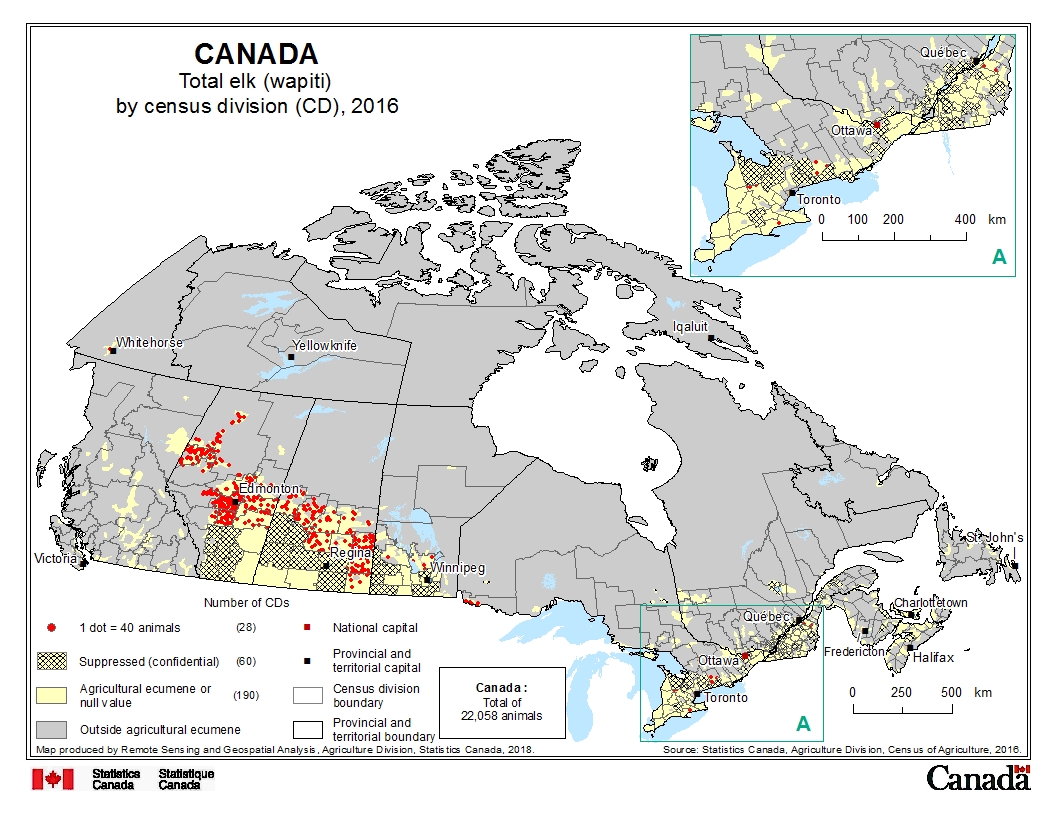 CANADA
Total elk (wapiti)
by census division (CD), 2016
Québec
Ottawa
Toronto
0 100 200 400 km
A
Whitehorse
Yellowknife
Iqaluit
Edmonton
Regina
Victoria
Winnipeg
St. John's
Charlottetown
Québec
Fredericton
Halifax
Ottawa
Toronto
0 250 500 km
A
Number of CDs
1 dot = 40 animals (28)
Suppressed (confidential) (60)
Agricultural ecumene or
null value (190)
Outside agricultural ecumene
National capital
Provincial and
territorial capital
Census division
boundary
Provincial and
territorial boundary
Canada :
Total of
22,058 animals
Map produced by Remote Sensing and Geospatial Analysis, Agriculture Division, Statistics Canada, 2018.
Source: Statistics Canada, Agriculture Division, Census of Agriculture, 2016.
Statistics Statistique
Canada Canada
Canada